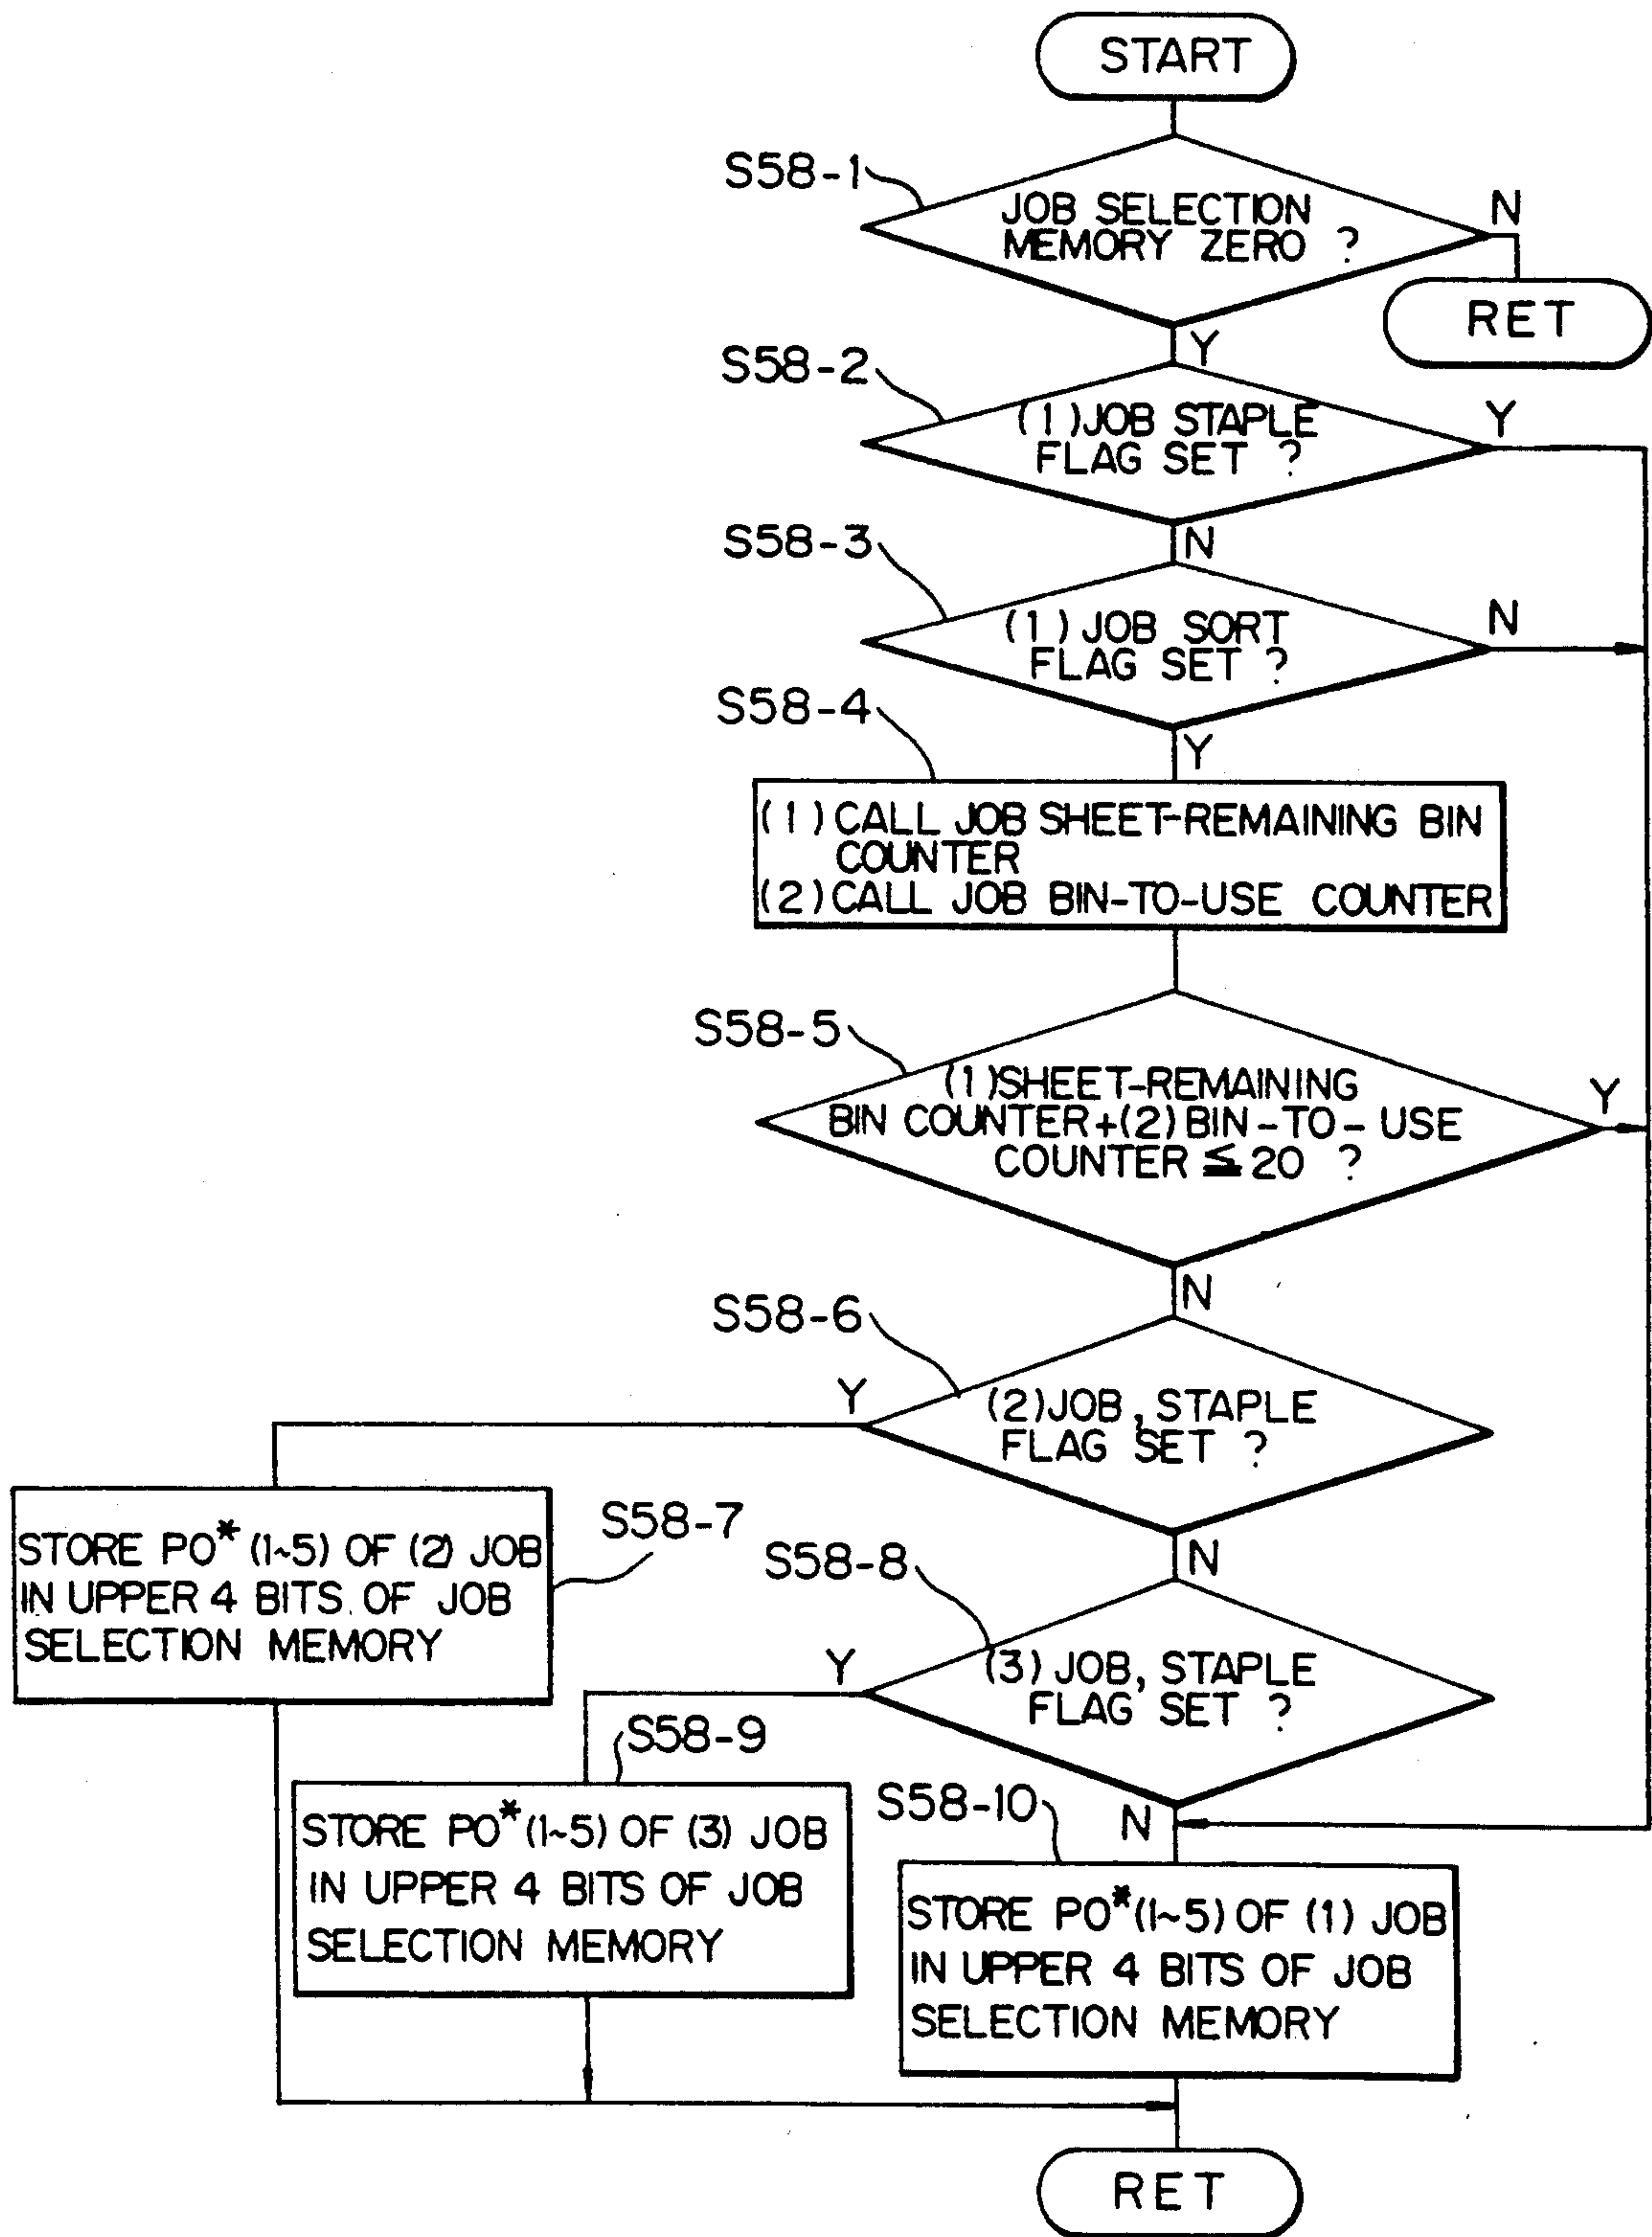 START
S58-1
JOB SELECTION
MEMORY ZERO ?
N
RET
Y
S58-2
(1) JOB STAPLE
FLAG SET ?
Y
N
S58-3
(1) JOB SORT
FLAG SET ?
N
Y
S58-4
(1) CALL JOB SHEET-REMAINING BIN
COUNTER
(2) CALL JOB BIN-TO-USE COUNTER
S58-5
(1) SHEET-REMAINING
BIN COUNTER+(2) BIN-TO-USE
COUNTER ≦ 20 ?
Y
N
S58-6
(2) JOB, STAPLE
FLAG SET ?
Y
N
S58-7
STORE PO* (1~5) OF (2) JOB
IN UPPER 4 BITS OF JOB
SELECTION MEMORY
S58-8
(3) JOB, STAPLE
FLAG SET ?
Y
N
S58-9
STORE PO* (1~5) OF (3) JOB
IN UPPER 4 BITS OF JOB
SELECTION MEMORY
S58-10
STORE PO* (1~5) OF (1) JOB
IN UPPER 4 BITS OF JOB
SELECTION MEMORY
RET